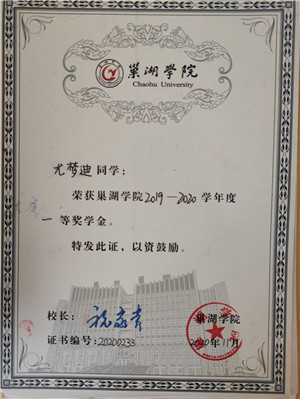 巢湖学院
Chaohu University
尤梦迪同学：
荣获巢湖学院2019—2020学年度
一等奖学金。
特发此证，以资鼓励。
校长：
巢湖学院
证书编号：20200233
2020年11月